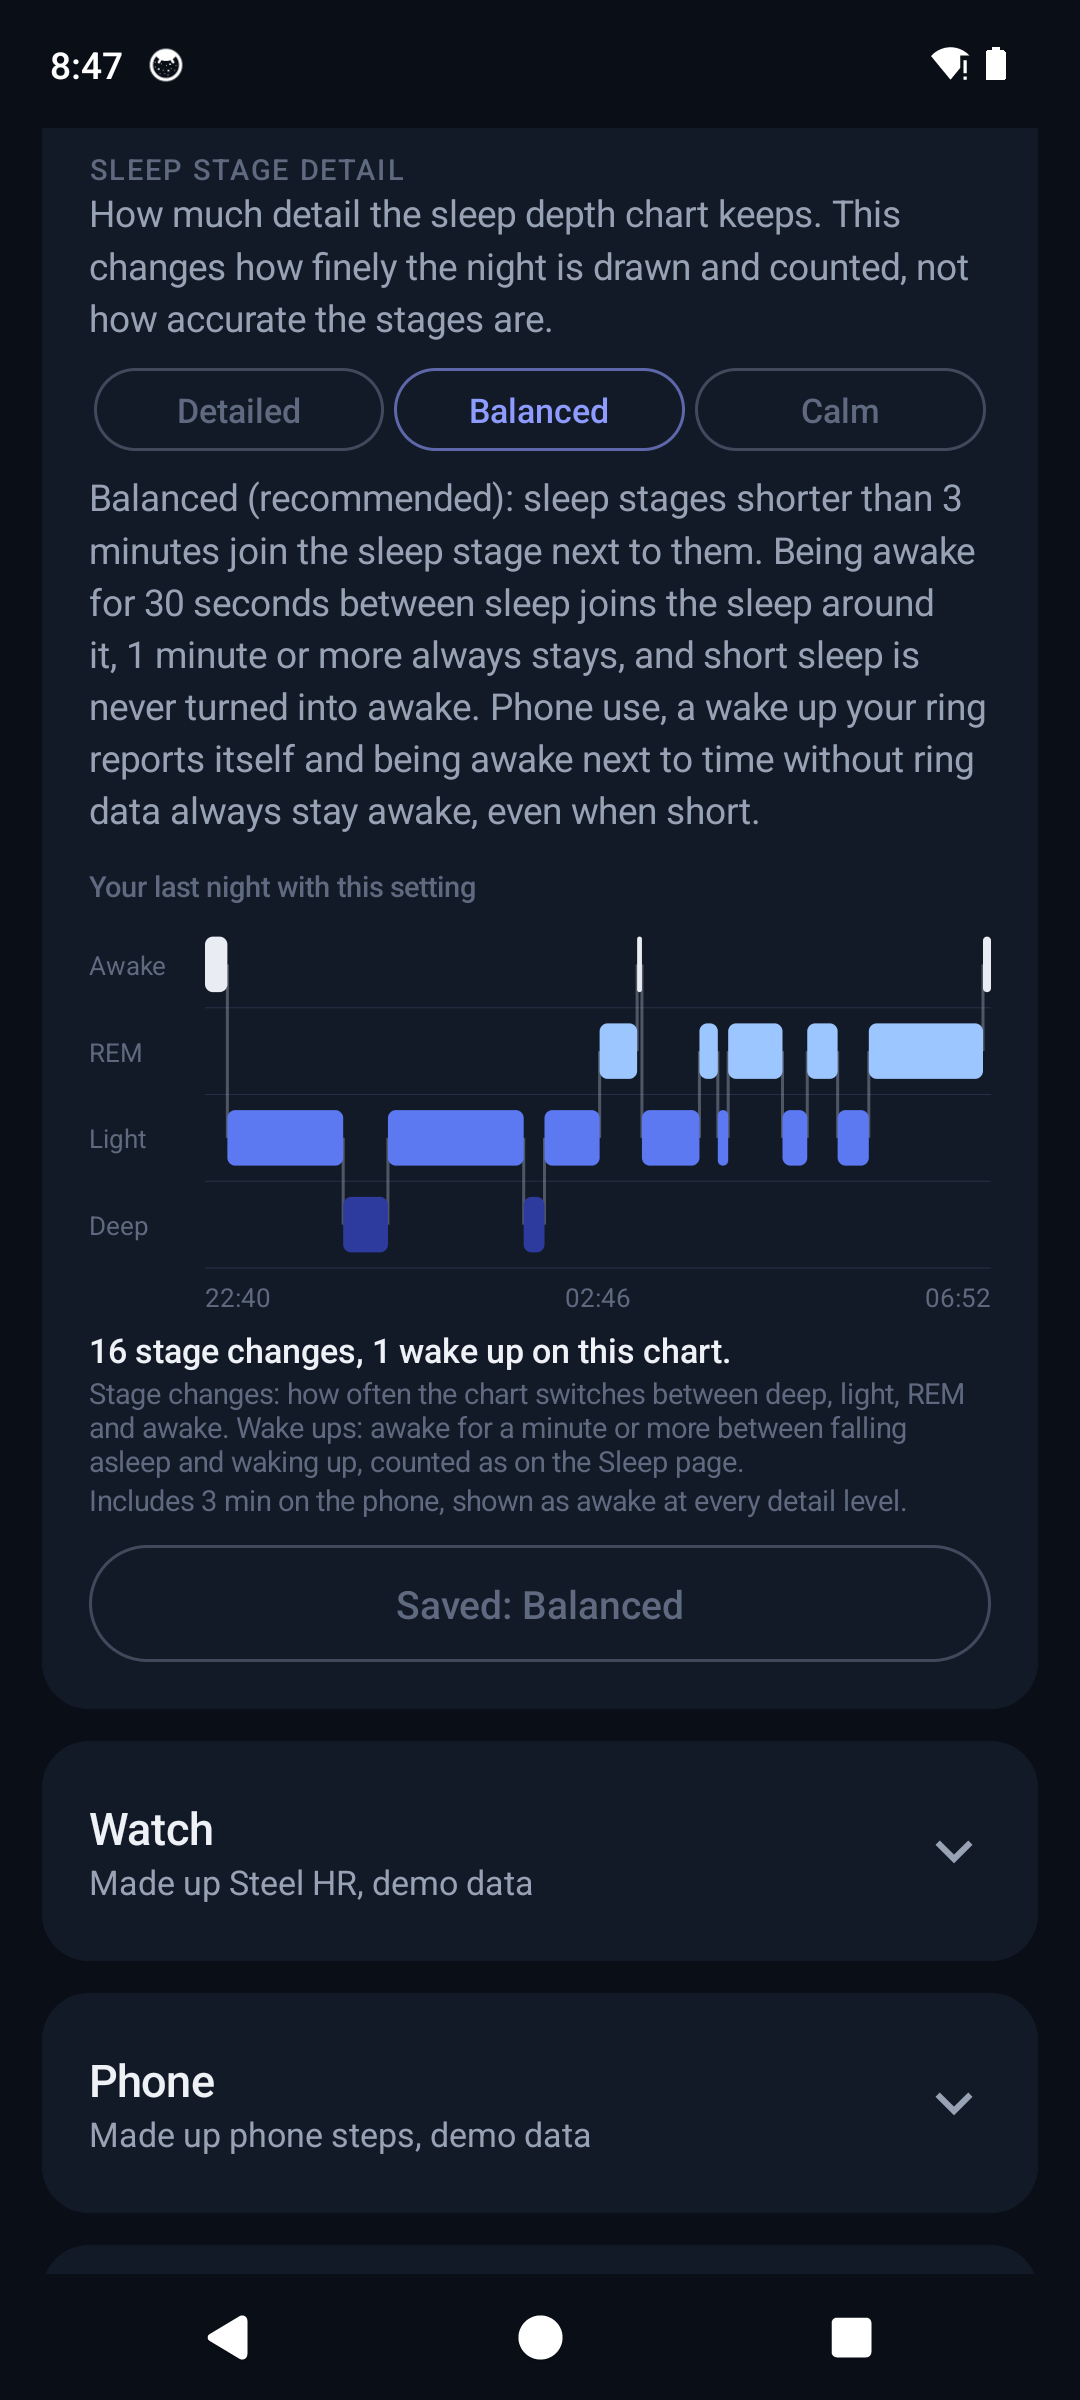 8:47
SLEEP STAGE DETAIL
How much detail the sleep depth chart keeps. This
changes how finely the night is drawn and counted, not
how accurate the stages are.
Detailed
Balanced
Calm
Balanced (recommended): sleep stages shorter than 3
minutes join the sleep stage next to them. Being awake
for 30 seconds between sleep joins the sleep around
it, 1 minute or more always stays, and short sleep is
never turned into awake. Phone use, a wake up your ring
reports itself and being awake next to time without ring
data always stay awake, even when short.
Your last night with this setting
Awake
REM
Light
Deep
22:40
02:46
06:52
16 stage changes, 1 wake up on this chart.
Stage changes: how often the chart switches between deep, light, REM
and awake. Wake ups: awake for a minute or more between falling
asleep and waking up, counted as on the Sleep page.
Includes 3 min on the phone, shown as awake at every detail level.
Saved: Balanced
Watch
Made up Steel HR, demo data
Phone
Made up phone steps, demo data